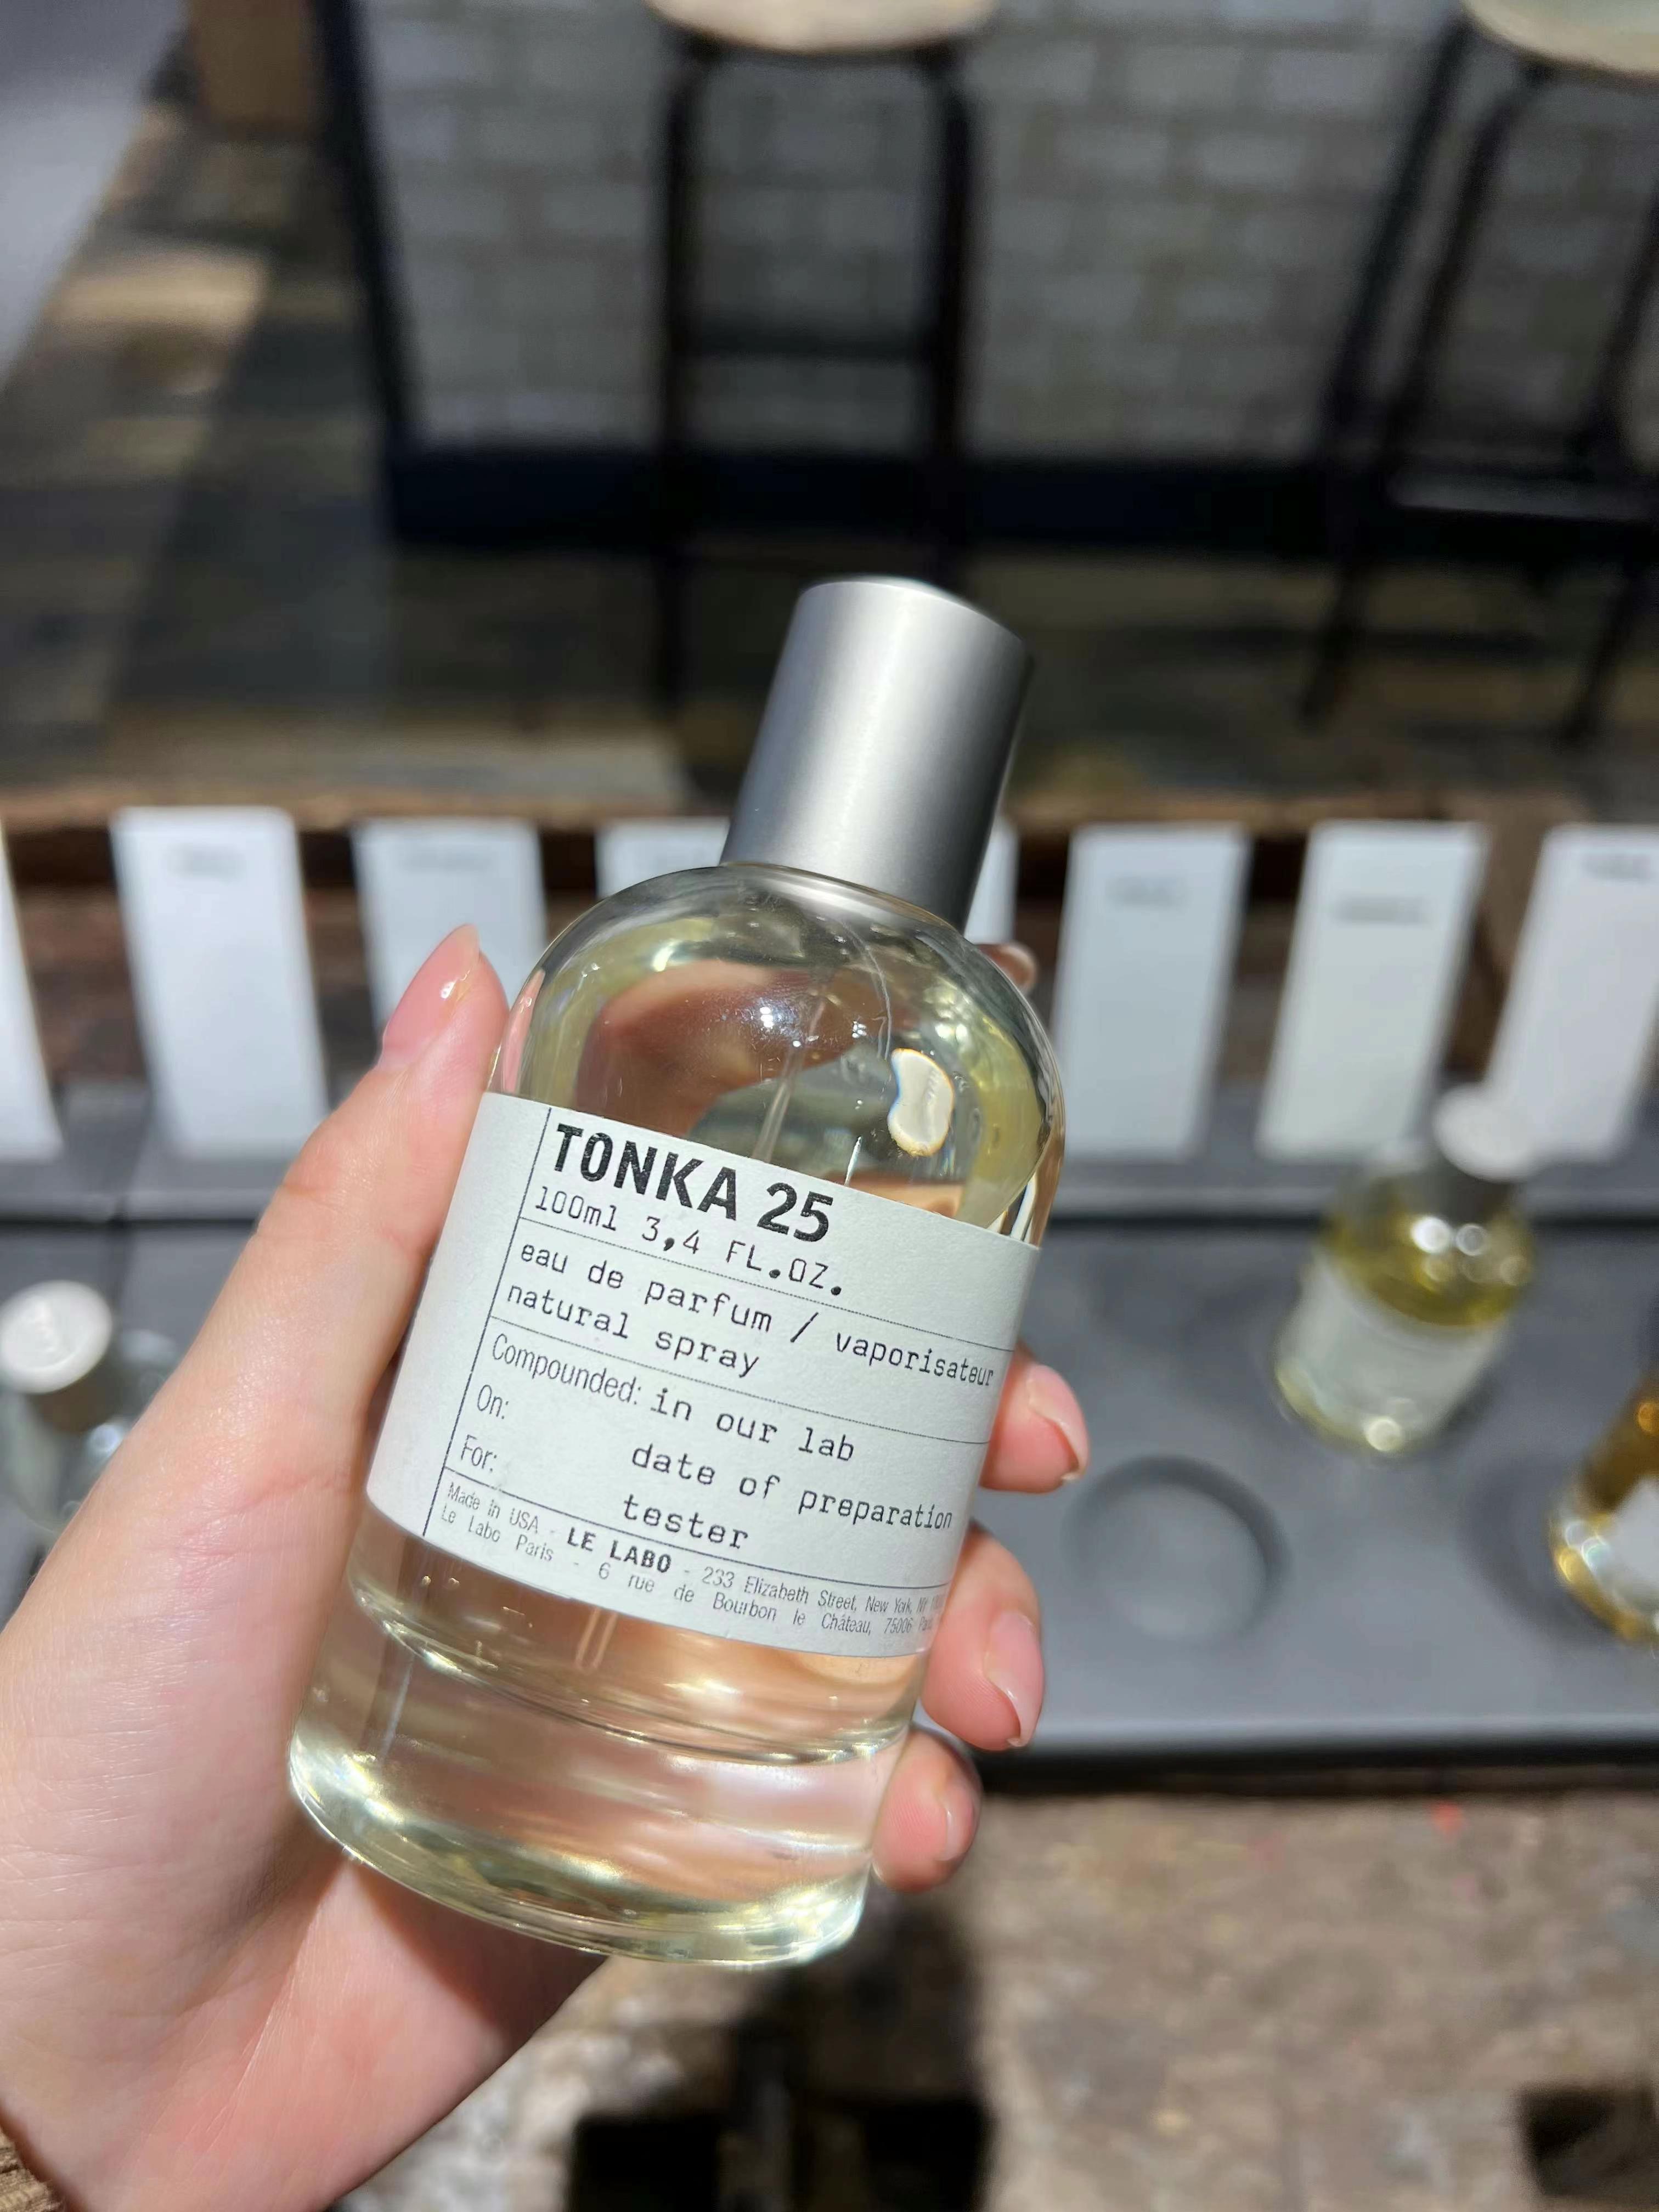 TONKA 25
100ml 3,4 FL.OZ.
eau de parfum / vaporisateur
natural spray
Compounded: in our lab
On: date of preparation
For: tester
Made in USA - LE LABO - 233 Elizabeth Street, New York, NY
Le Labo Paris - 6 rue de Bourbon le Château, 75006